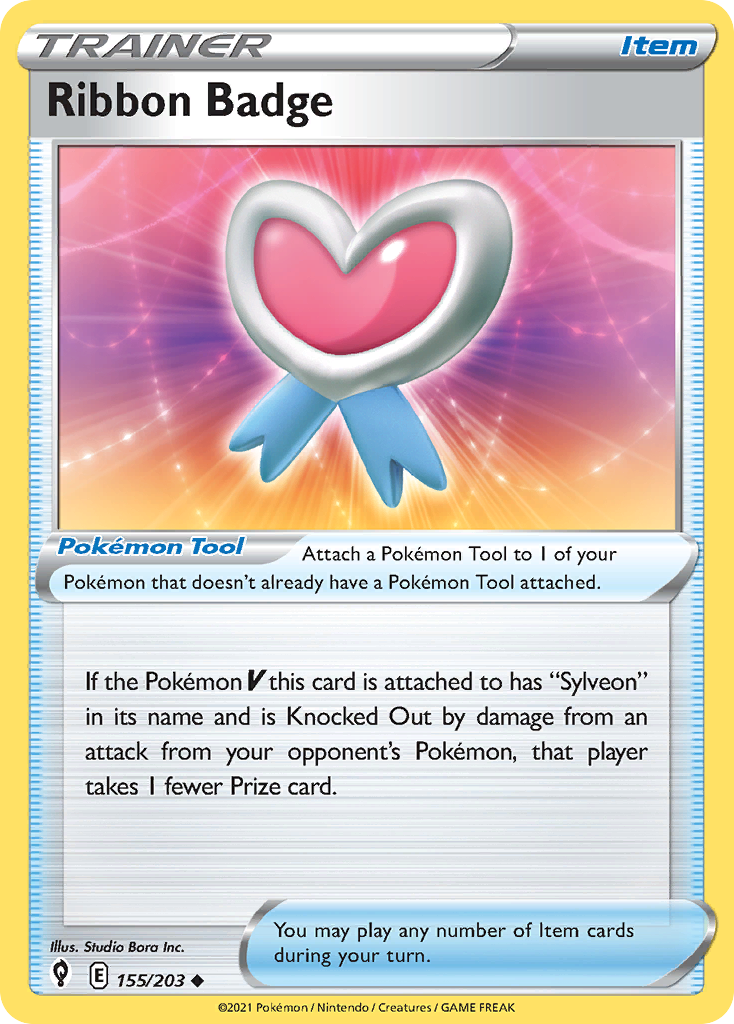 TRAINER
Item
Ribbon Badge
Pokémon Tool
Attach a Pokémon Tool to 1 of your
Pokémon that doesn't already have a Pokémon Tool attached.
If the Pokémon V this card is attached to has “Sylveon”
in its name and is Knocked Out by damage from an
attack from your opponent's Pokémon, that player
takes 1 fewer Prize card.
You may play any number of Item cards
during your turn.
Illus. Studio Bora Inc.
E
155/203
©2021 Pokémon / Nintendo / Creatures / GAME FREAK